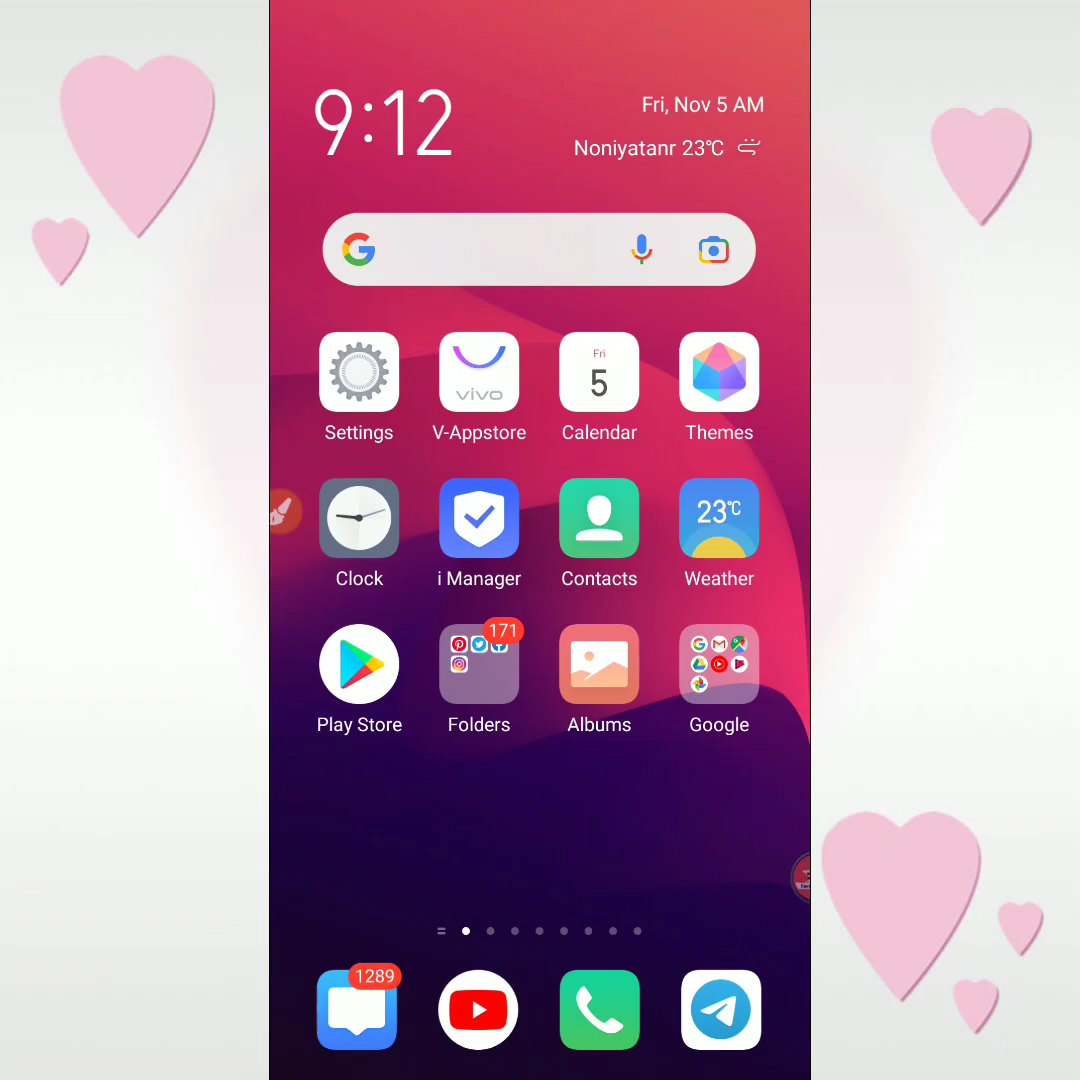 9:12
Fri, Nov 5 AM
Noniyatanr 23℃
Fri
5
vivo
Settings
V-Appstore
Calendar
Themes
23℃
Clock
i Manager
Contacts
Weather
171
Play Store
Folders
Albums
Google
1289